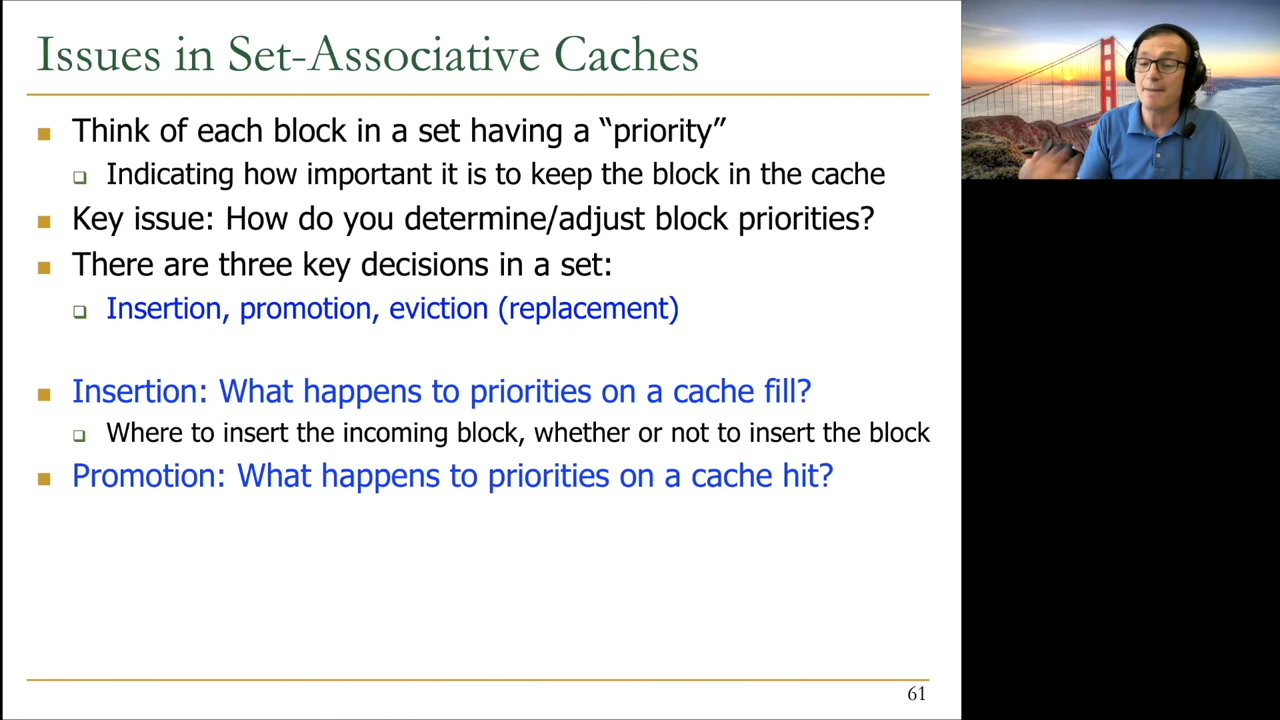 Issues in Set-Associative Caches
Think of each block in a set having a “priority”
Indicating how important it is to keep the block in the cache
Key issue: How do you determine/adjust block priorities?
There are three key decisions in a set:
Insertion, promotion, eviction (replacement)
Insertion: What happens to priorities on a cache fill?
Where to insert the incoming block, whether or not to insert the block
Promotion: What happens to priorities on a cache hit?
61